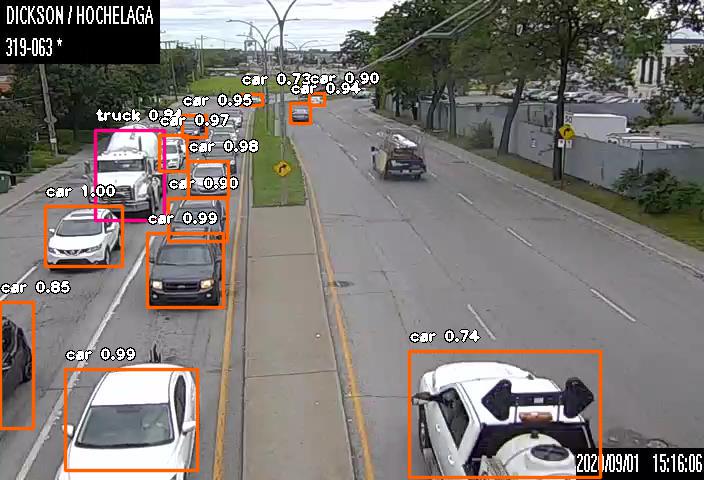 DICKSON / HOCHELAGA
319-063 *
car 0.73
car 0.90
car 0.94
car 0.95
truck 0.94
car 0.97
car 0.98
car 0.90
car 1.00
car 0.99
car 0.85
car 0.74
car 0.99
2020/09/01 15:16:06